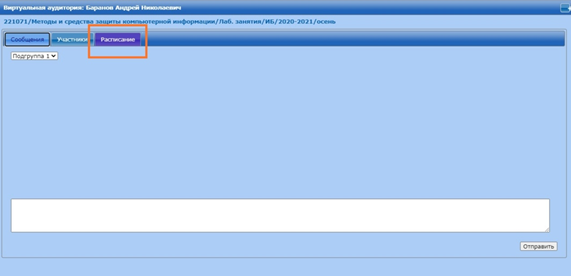 Виртуальная аудитория: Баранов Андрей Николаевич
221071/Методы и средства защиты компьютерной информации/Лаб. занятия/ИБ/2020-2021/осень
Сообщения Участники Расписание
Подгруппа 1
Отправить